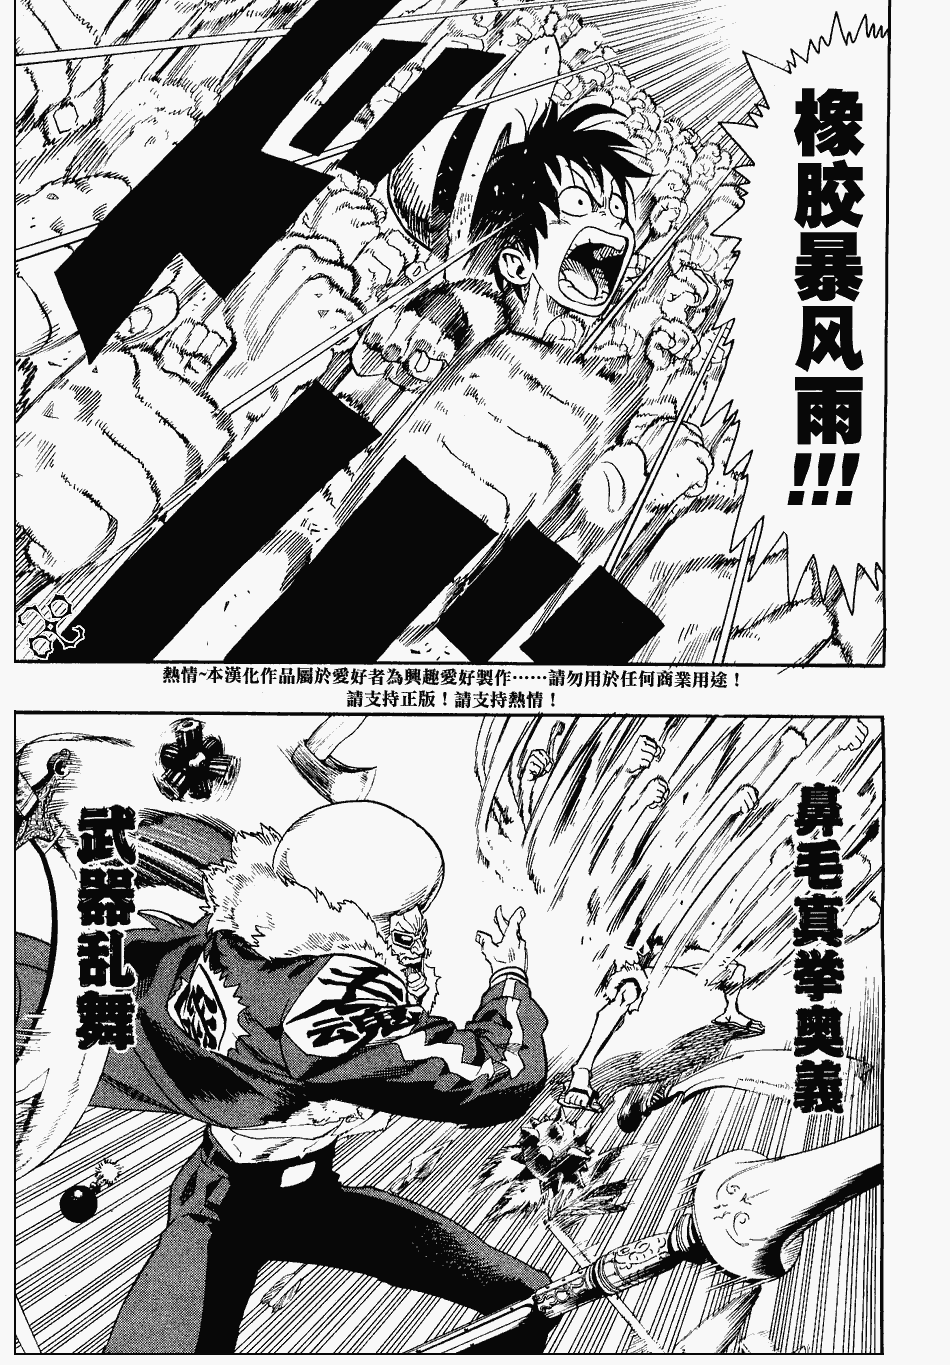 橡胶暴风雨!!!
熱情~本漢化作品屬於愛好者為興趣愛好製作……請勿用於任何商業用途！
請支持正版！請支持熱情！
鼻毛真拳奥義
武器乱舞